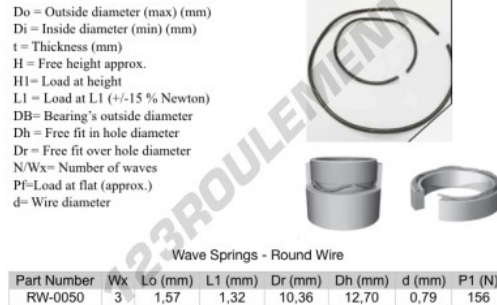 Do = Outside diameter (max) (mm)
Di = Inside diameter (min) (mm)
t = Thickness (mm)
H = Free height approx.
H1= Load at height
L1 = Load at L1 (+/-15 % Newton)
DB= Bearing's outside diameter
Dh = Free fit in hole diameter
Dr = Free fit over hole diameter
N/Wx= Number of waves
Pf=Load at flat (approx.)
d= Wire diameter
123ROULEMENT
Wave Springs - Round Wire
Part Number Wx Lo (mm) L1 (mm) Dr (mm) Dh (mm) d (mm) P1 (N)
RW-0050 3 1,57 1,32 10,36 12,70 0,79 156